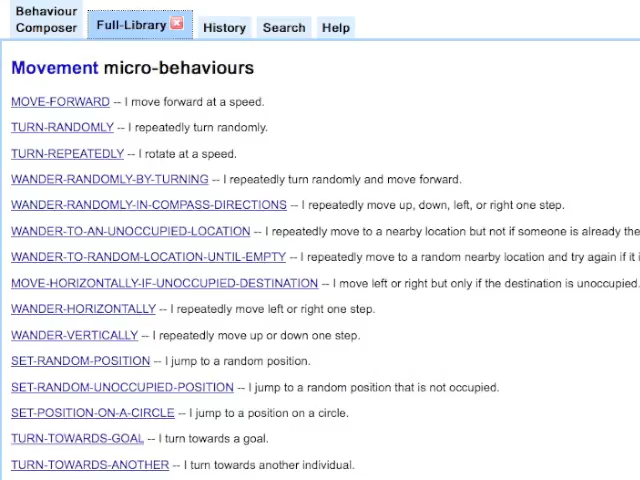 Behaviour
Composer
Full-Library
History
Search
Help
Movement micro-behaviours
MOVE-FORWARD -- I move forward at a speed.
TURN-RANDOMLY -- I repeatedly turn randomly.
TURN-REPEATEDLY -- I rotate at a speed.
WANDER-RANDOMLY-BY-TURNING -- I repeatedly turn randomly and move forward.
WANDER-RANDOMLY-IN-COMPASS-DIRECTIONS -- I repeatedly move up, down, left, or right one step.
WANDER-TO-AN-UNOCCUPIED-LOCATION -- I repeatedly move to a nearby location but not if someone is already the
WANDER-TO-RANDOM-LOCATION-UNTIL-EMPTY -- I repeatedly move to a random nearby location and try again if it i
MOVE-HORIZONTALLY-IF-UNOCCUPIED-DESTINATION -- I move left or right but only if the destination is unoccupied.
WANDER-HORIZONTALLY -- I repeatedly move left or right one step.
WANDER-VERTICALLY -- I repeatedly move up or down one step.
SET-RANDOM-POSITION -- I jump to a random position.
SET-RANDOM-UNOCCUPIED-POSITION -- I jump to a random position that is not occupied.
SET-POSITION-ON-A-CIRCLE -- I jump to a position on a circle.
TURN-TOWARDS-GOAL -- I turn towards a goal.
TURN-TOWARDS-ANOTHER -- I turn towards another individual.